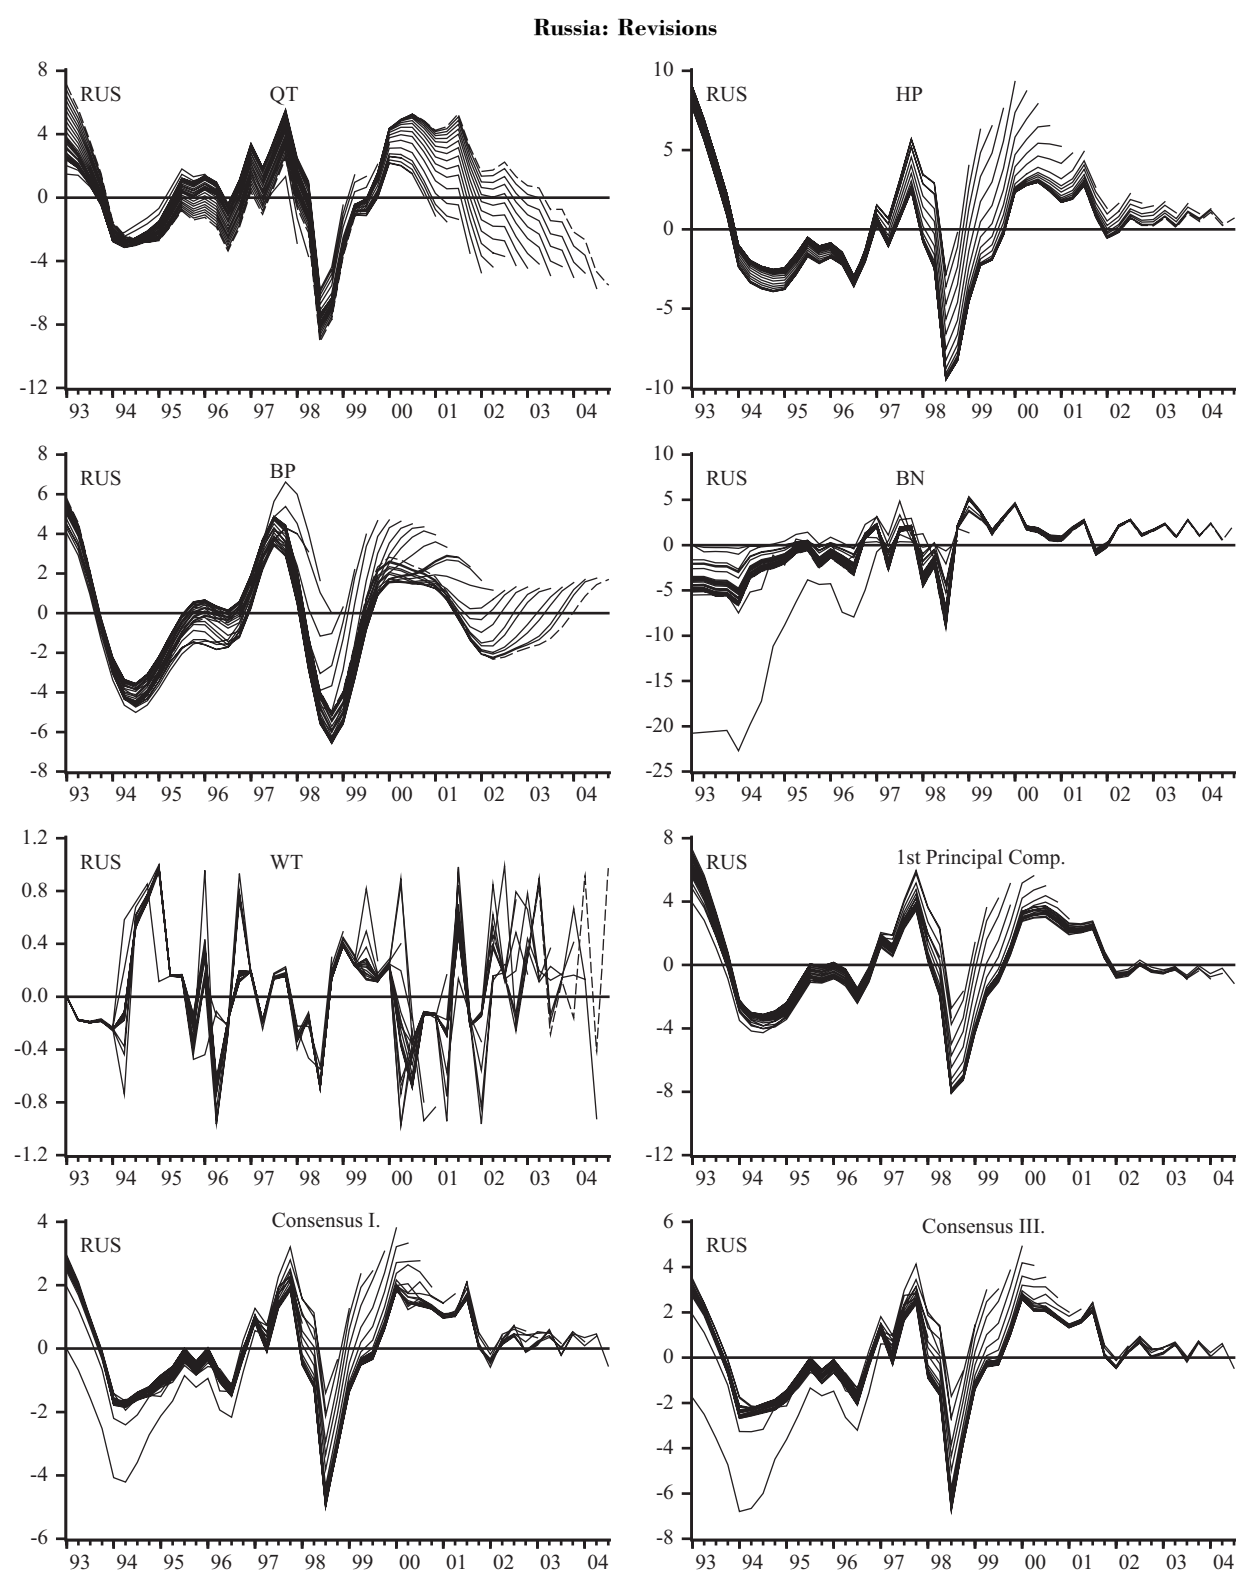 Russia: Revisions
RUS QT
8
4
0
-4
-8
-12
93 94 95 96 97 98 99 00 01 02 03 04
RUS HP
10
5
0
-5
-10
93 94 95 96 97 98 99 00 01 02 03 04
RUS BP
8
6
4
2
0
-2
-4
-6
-8
93 94 95 96 97 98 99 00 01 02 03 04
RUS BN
10
5
0
-5
-10
-15
-20
-25
93 94 95 96 97 98 99 00 01 02 03 04
RUS WT
1.2
0.8
0.4
0.0
-0.4
-0.8
-1.2
93 94 95 96 97 98 99 00 01 02 03 04
RUS 1st Principal Comp.
8
4
0
-4
-8
-12
93 94 95 96 97 98 99 00 01 02 03 04
Consensus I.
RUS
4
2
0
-2
-4
-6
93 94 95 96 97 98 99 00 01 02 03 04
Consensus III.
RUS
6
4
2
0
-2
-4
-6
-8
93 94 95 96 97 98 99 00 01 02 03 04